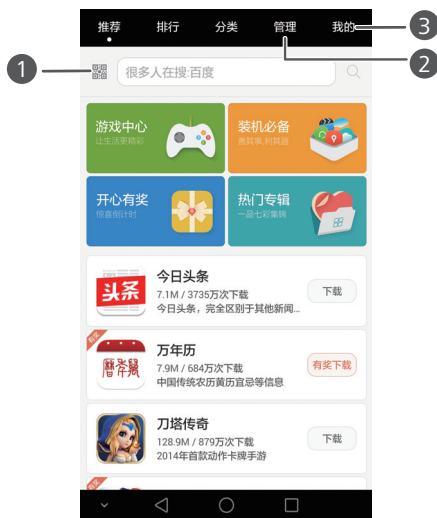 推荐 排行 分类 管理 我的
3
1
很多人在搜:百度
2
游戏中心
让生活更精彩
装机必备
善其事,利其器
开心有奖
惊喜倒计时
热门专辑
一品七彩集锦
头条
今日头条
7.1M / 3735万次下载
今日头条，完全区别于其他新闻...
下载
有奖
万年历
7.9M / 684万次下载
中国传统农历黄历宜忌等信息
有奖下载
刀塔传奇
128.9M / 879万次下载
2014年首款动作卡牌手游
下载
有奖